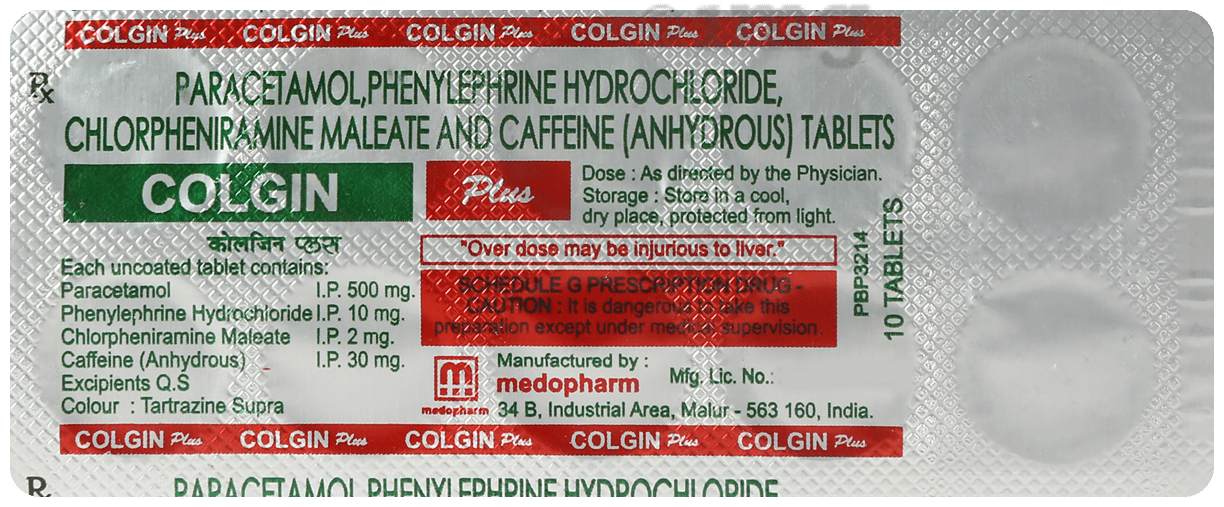 COLGIN Plus COLGIN Plus COLGIN Plus COLGIN Plus COLGIN Plus
Rx
PARACETAMOL,PHENYLEPHRINE HYDROCHLORIDE,
CHLORPHENIRAMINE MALEATE AND CAFFEINE (ANHYDROUS) TABLETS
COLGIN Plus
Dose : As directed by the Physician.
Storage : Store in a cool,
dry place, protected from light.
कोलजिन प्लस
"Over dose may be injurious to liver."
Each uncoated tablet contains:
Paracetamol I.P. 500 mg.
Phenylephrine Hydrochloride I.P. 10 mg.
Chlorpheniramine Maleate I.P. 2 mg.
Caffeine (Anhydrous) I.P. 30 mg.
Excipients Q.S
Colour : Tartrazine Supra
SCHEDULE G PRESCRIPTION DRUG -
CAUTION : It is dangerous to take this
preparation except under medical supervision.
Manufactured by :
medopharm Mfg. Lic. No.:
34 B, Industrial Area, Malur - 563 160, India.
m
medopharm
PBP3214
10 TABLETS
COLGIN Plus COLGIN Plus COLGIN Plus COLGIN Plus COLGIN Plus
Rx
PARACETAMOL,PHENYLEPHRINE HYDROCHLORIDE,